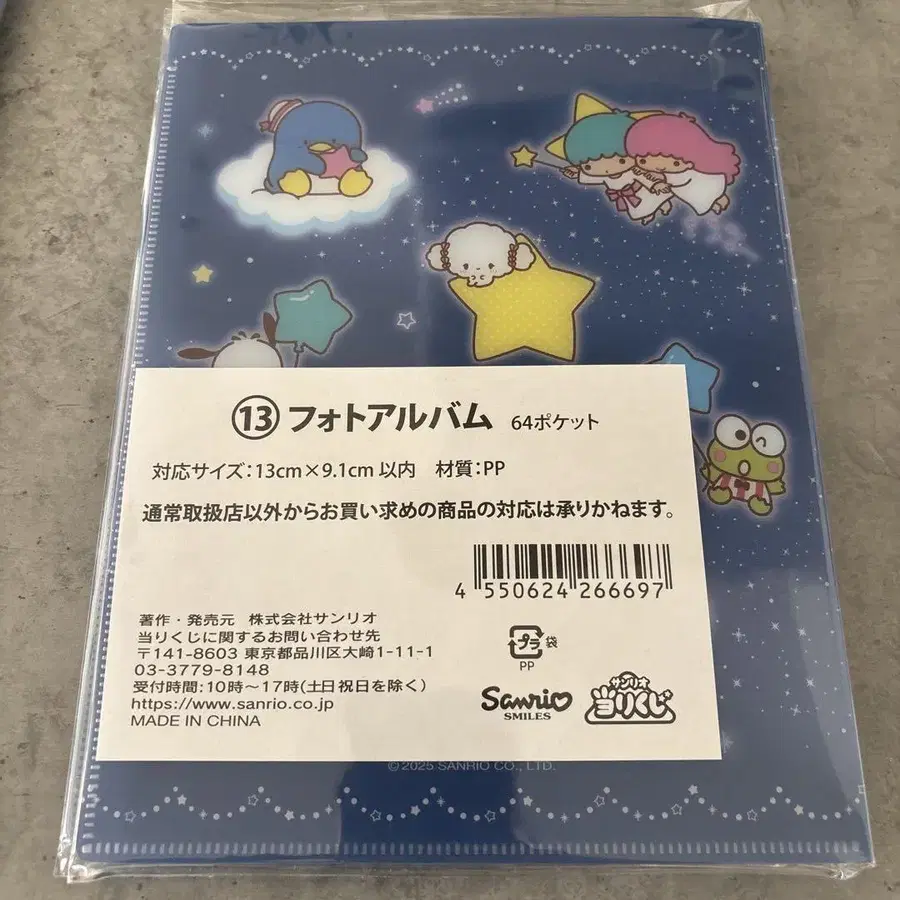 ⑬ フォトアルバム 64ポケット
対応サイズ:13cm×9.1cm 以内 材質:PP
通常取扱店以外からお買い求めの商品の対応は承りかねます。
4 550624 266697
著作・発売元 株式会社サンリオ
当りくじに関するお問い合わせ先
〒141-8603 東京都品川区大崎1-11-1
03-3779-8148
受付時間:10時～17時(土日祝日を除く)
https://www.sanrio.co.jp
MADE IN CHINA
プラ 袋
PP
Sanrio
SMILES
サンリオ
当りくじ
©2025 SANRIO CO., LTD.